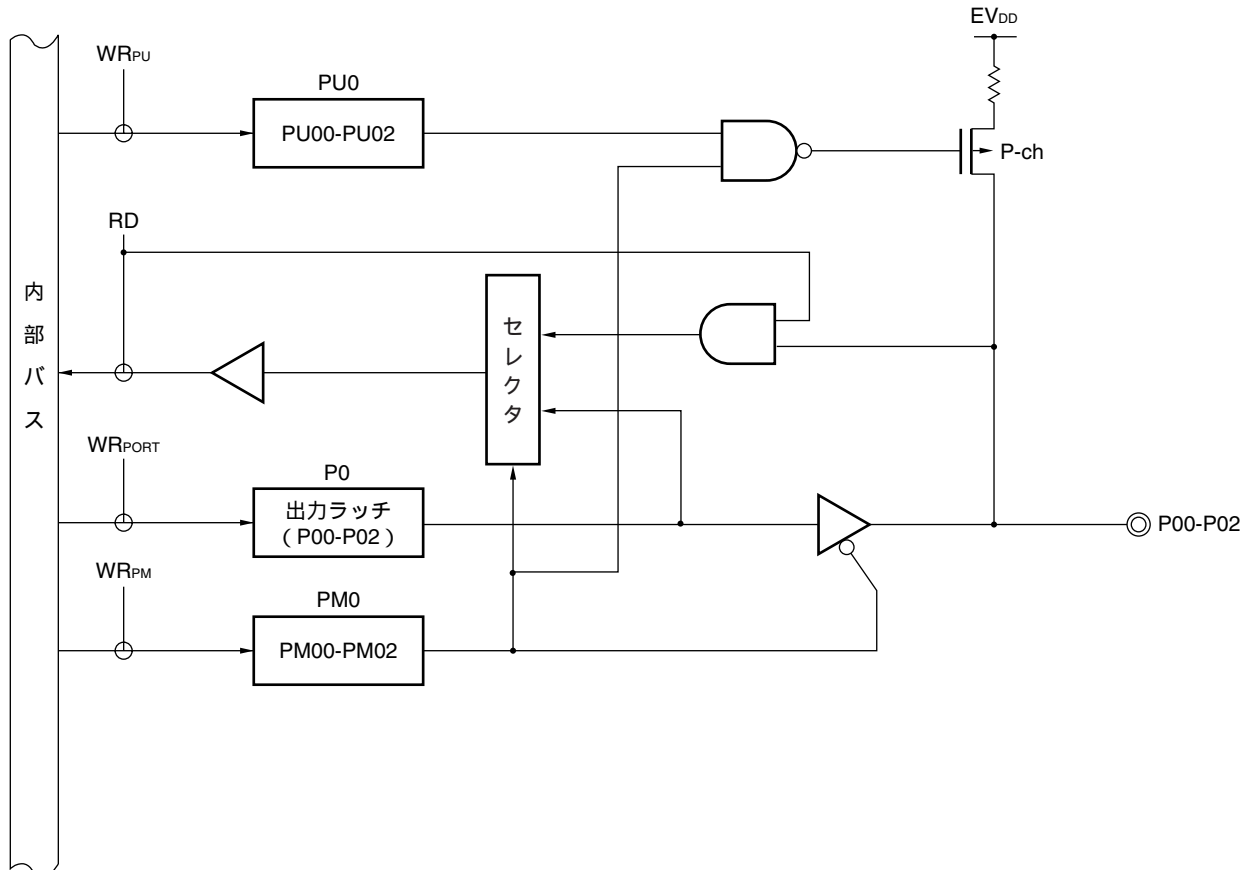 EVDD
WRPU
PU0
PU00-PU02
P-ch
RD
内部バス
セレクタ
WRPORT
P0
出力ラッチ
（P00-P02）
P00-P02
WRPM
PM0
PM00-PM02